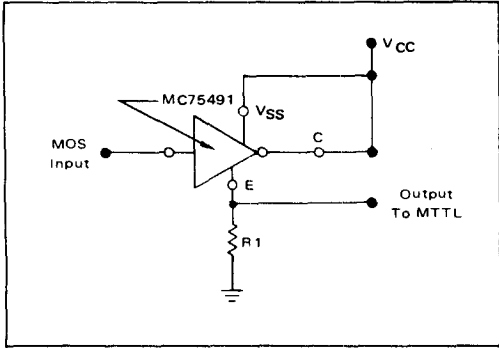 VCC
MC75491
VSS
MOS
Input
C
E
Output
To MTTL
R1